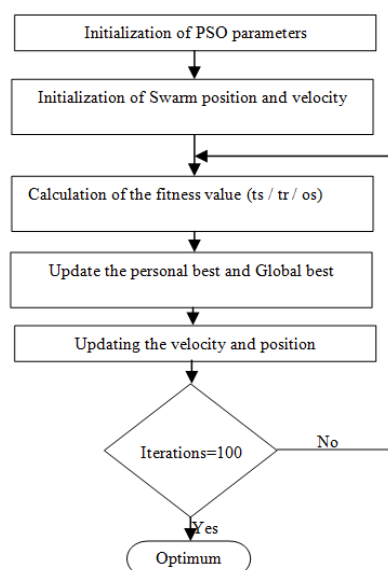 Initialization of PSO parameters
Initialization of Swarm position and velocity
Calculation of the fitness value (ts / tr / os)
Update the personal best and Global best
Updating the velocity and position
Iterations=100
No
Yes
Optimum